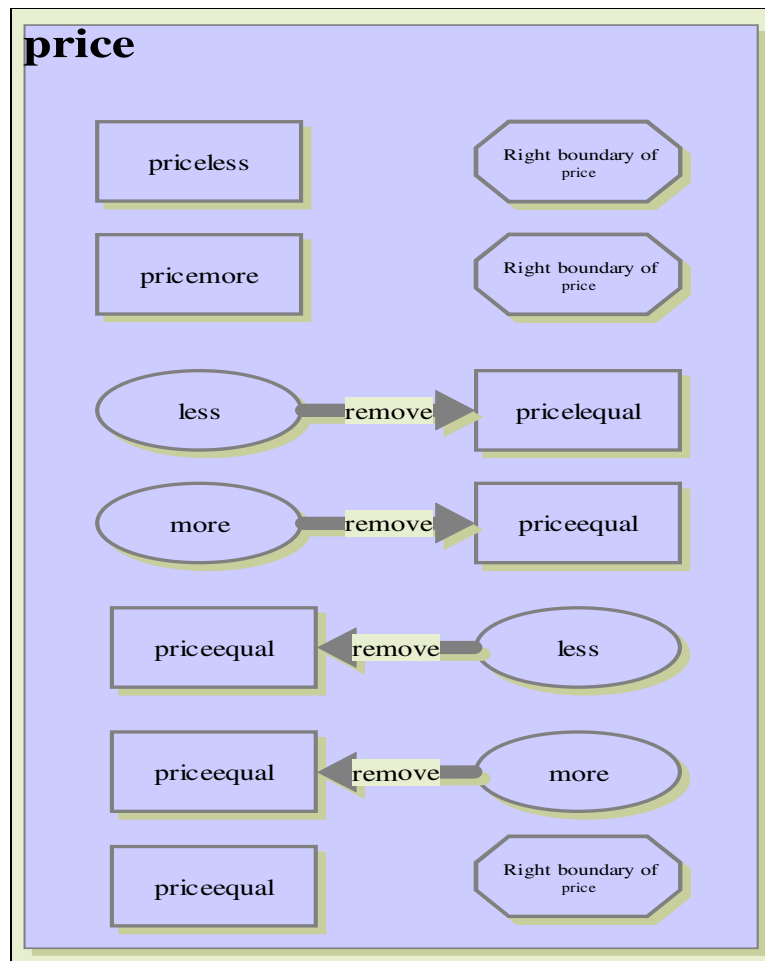 price
priceless
Right boundary of
price
pricemore
Right boundary of
price
less
remove
pricelequal
more
remove
priceequal
priceequal
remove
less
priceequal
remove
more
priceequal
Right boundary of
price